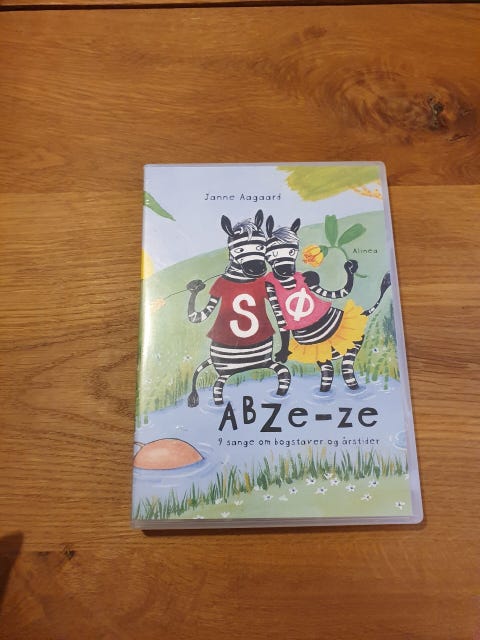 Janne Aagaard
Alinea
S Ø
ABZe-ze
9 sange om bogstaver og årstider